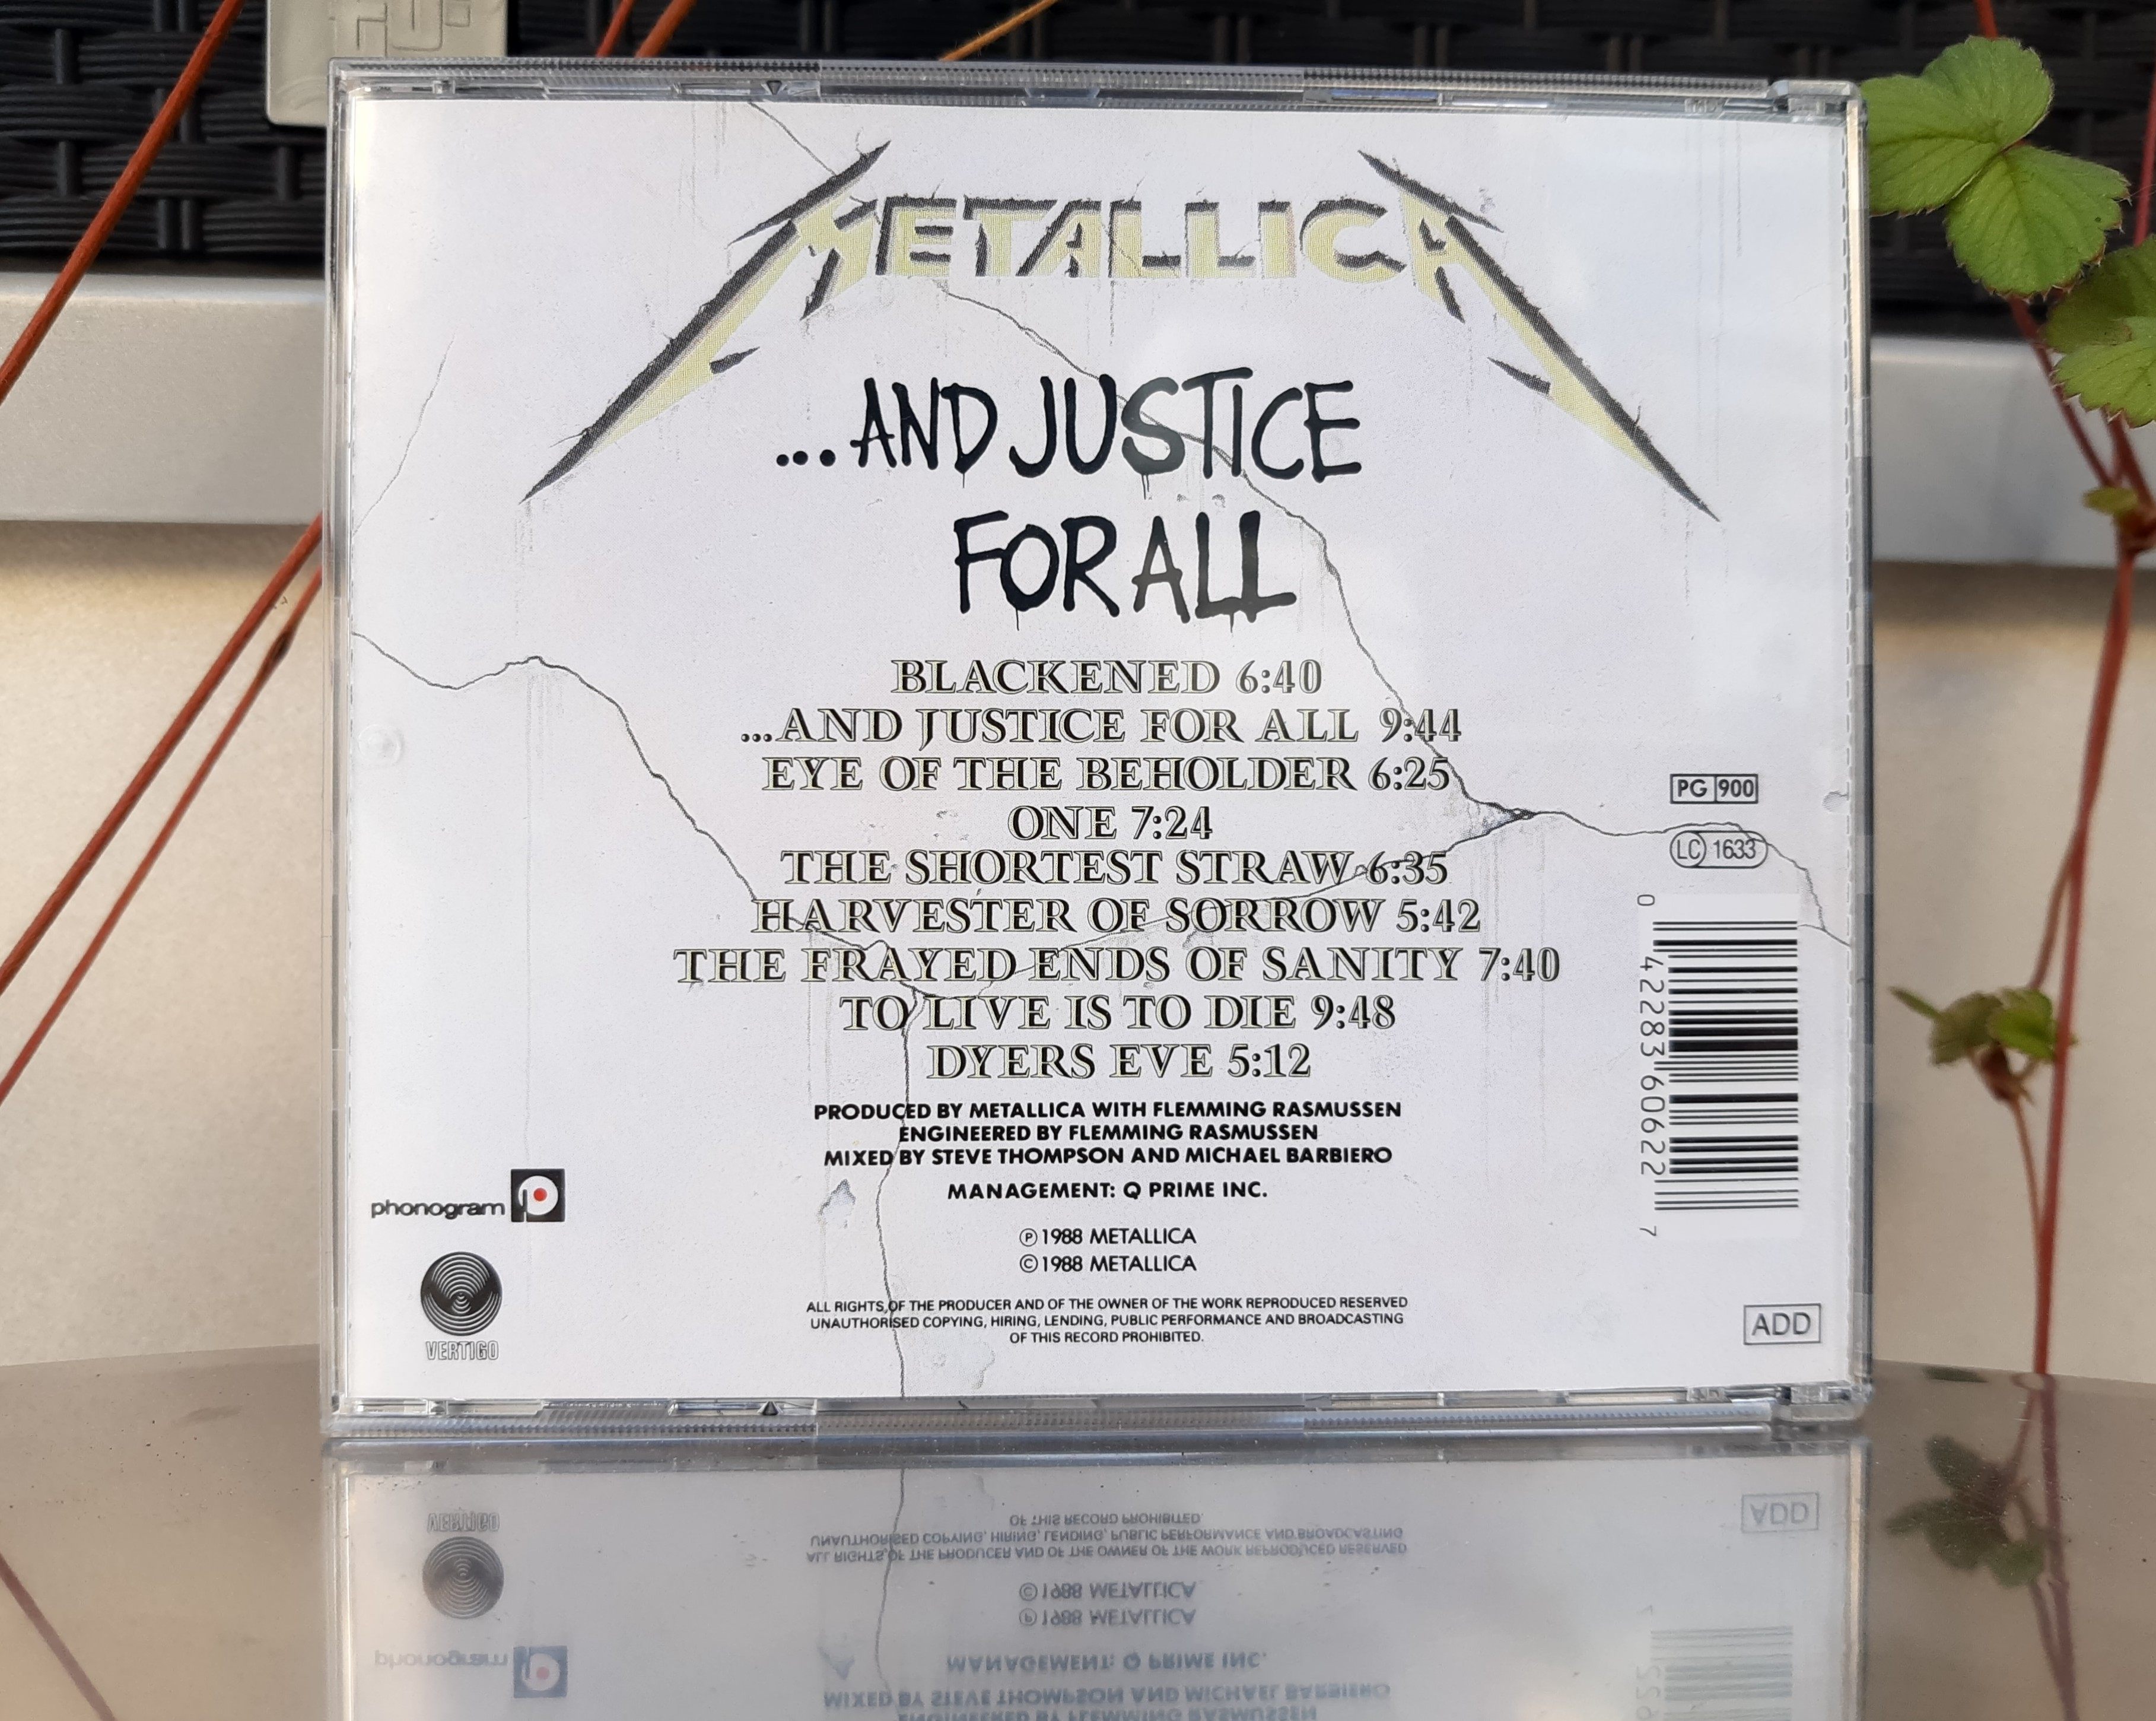 METALLICA
...AND JUSTICE
FOR ALL
BLACKENED 6:40
...AND JUSTICE FOR ALL 9:44
EYE OF THE BEHOLDER 6:25
ONE 7:24
THE SHORTEST STRAW 6:35
HARVESTER OF SORROW 5:42
THE FRAYED ENDS OF SANITY 7:40
TO LIVE IS TO DIE 9:48
DYERS EVE 5:12
PRODUCED BY METALLICA WITH FLEMMING RASMUSSEN
ENGINEERED BY FLEMMING RASMUSSEN
MIXED BY STEVE THOMPSON AND MICHAEL BARBIERO
MANAGEMENT: Q PRIME INC.
℗ 1988 METALLICA
© 1988 METALLICA
ALL RIGHTS OF THE PRODUCER AND OF THE OWNER OF THE WORK REPRODUCED RESERVED
UNAUTHORISED COPYING, HIRING, LENDING, PUBLIC PERFORMANCE AND BROADCASTING
OF THIS RECORD PROHIBITED.
phonogram
VERTIGO
PG 900
LC 1633
0 42283 60622 7
ADD